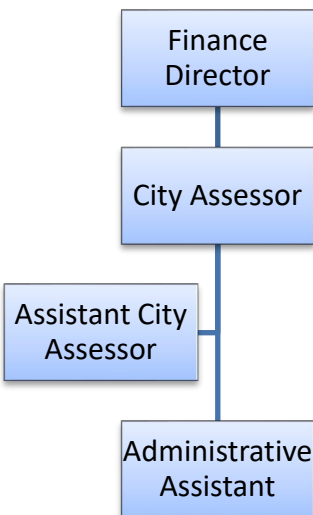 Finance
Director
City Assessor
Assistant City
Assessor
Administrative
Assistant